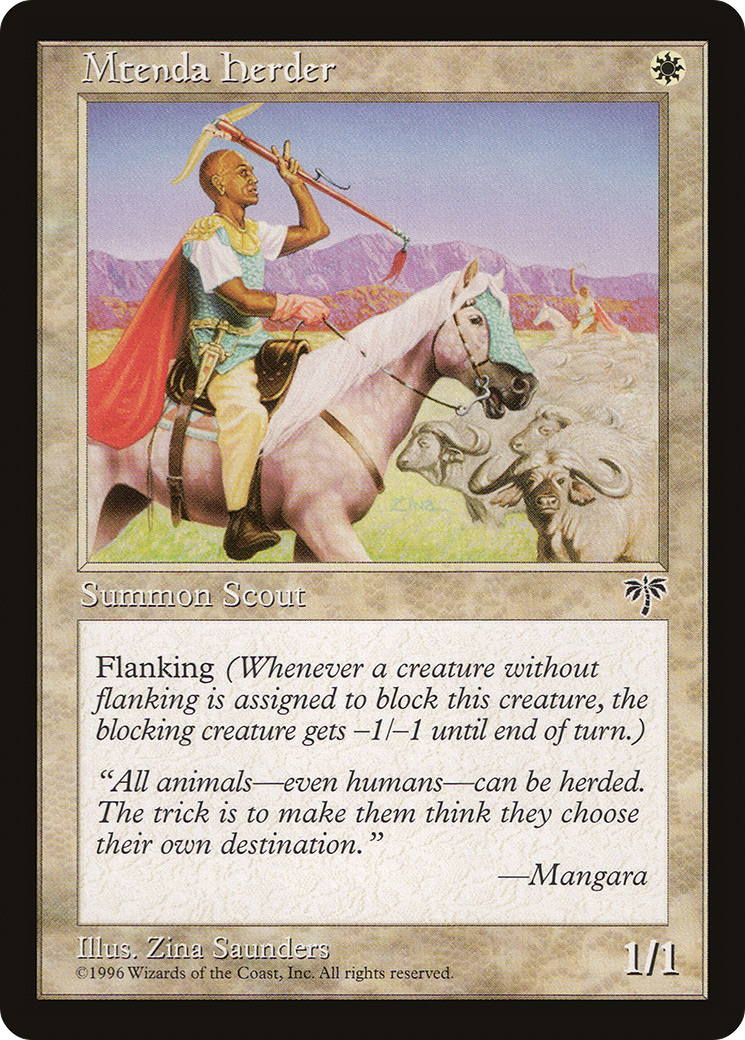 Mtenda Herder
Zina
Summon Scout
Flanking (Whenever a creature without
flanking is assigned to block this creature, the
blocking creature gets –1/–1 until end of turn.)
“All animals—even humans—can be herded.
The trick is to make them think they choose
their own destination.”
—Mangara
Illus. Zina Saunders
©1996 Wizards of the Coast, Inc. All rights reserved.
1/1